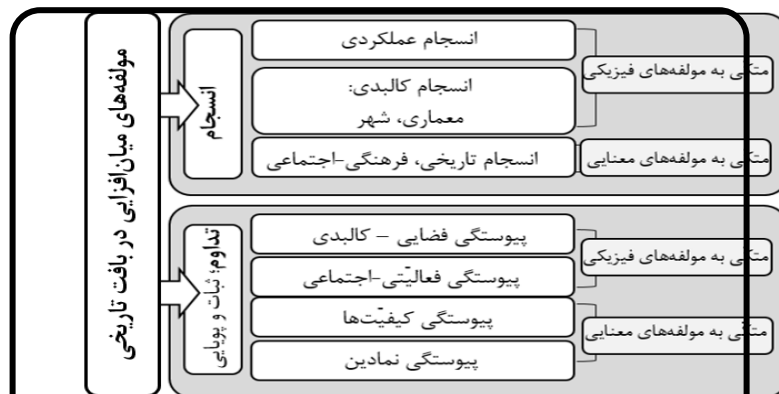 مولفه‌های میان‌افزایی در بافت تاریخی
انسجام
انسجام عملکردی
انسجام کالبدی:
معماری، شهر
متکی به مولفه‌های فیزیکی
انسجام تاریخی، فرهنگی-اجتماعی
متکی به مولفه‌های معنایی
تداوم؛ ثبات و پویایی
پیوستگی فضایی – کالبدی
پیوستگی فعالیّتی-اجتماعی
متکی به مولفه‌های فیزیکی
پیوستگی کیفیّت‌ها
پیوستگی نمادین
متکی به مولفه‌های معنایی